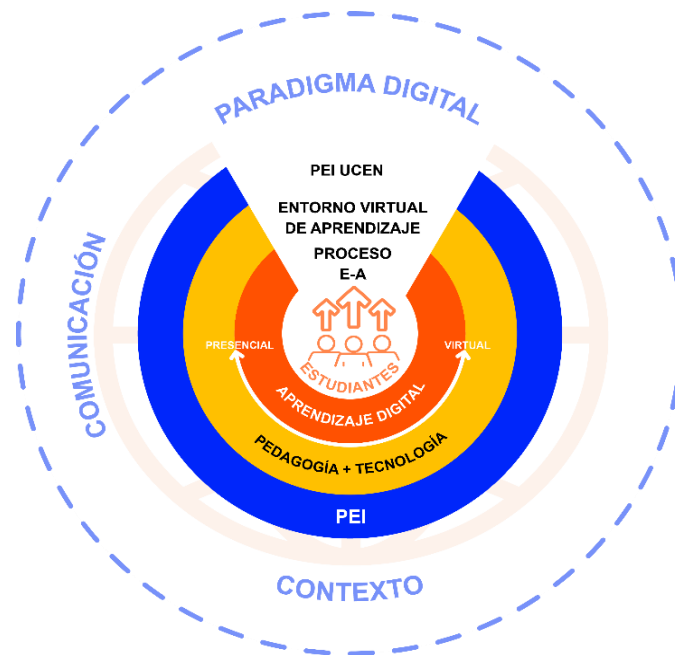 PARADIGMA DIGITAL
PEI UCEN
ENTORNO VIRTUAL
DE APRENDIZAJE
PROCESO
E-A
COMUNICACIÓN
PRESENCIAL
VIRTUAL
ESTUDIANTES
APRENDIZAJE DIGITAL
PEDAGOGÍA + TECNOLOGÍA
PEI
CONTEXTO